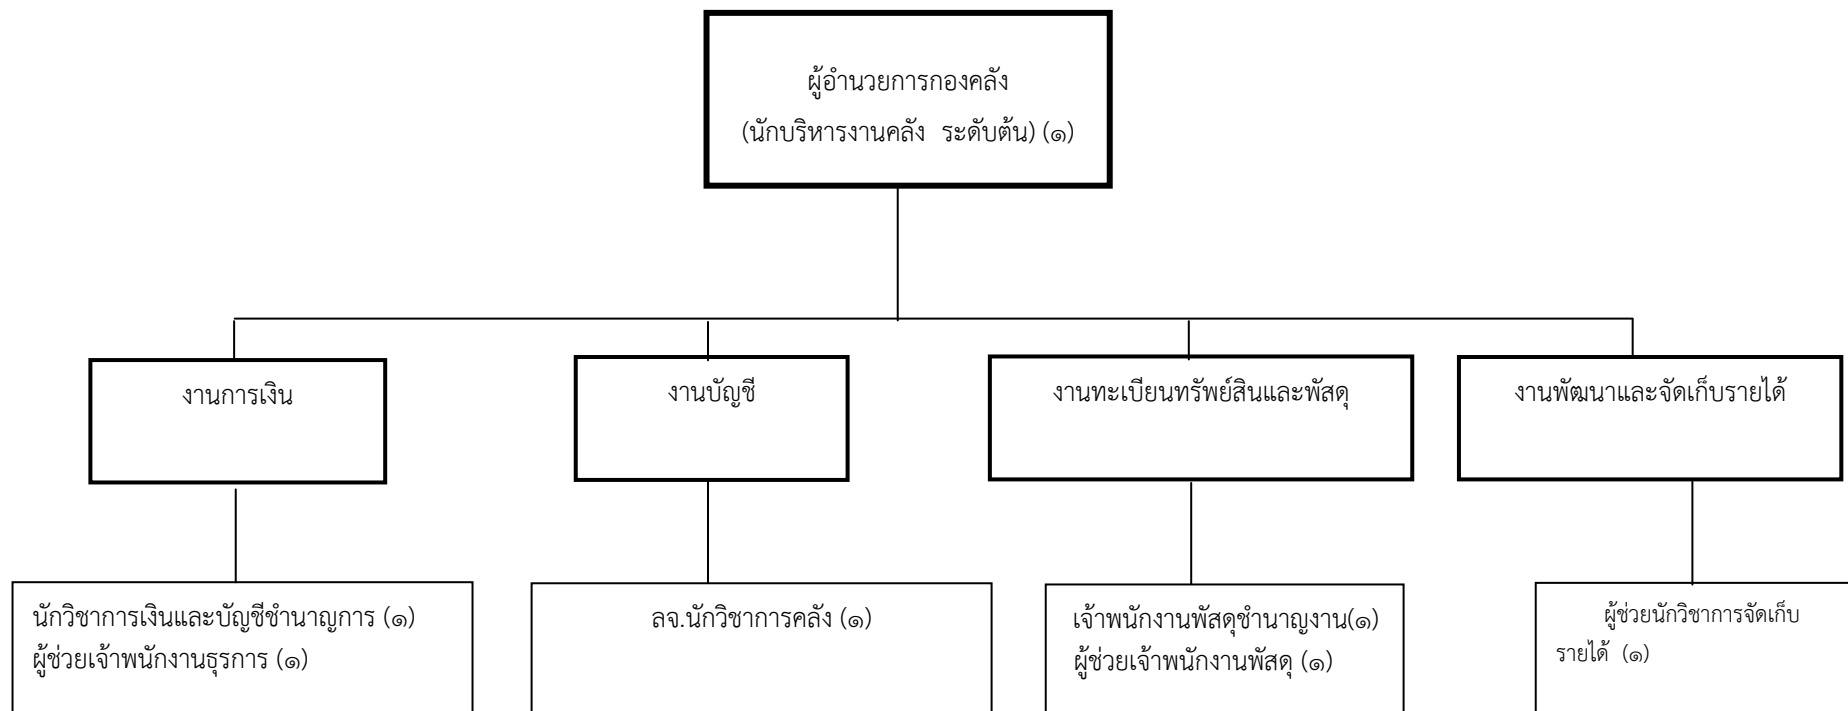 ผู้อำนวยการกองคลัง
(นักบริหารงานคลัง ระดับต้น) (๑)
งานการเงิน
งานบัญชี
งานทะเบียนทรัพย์สินและพัสดุ
งานพัฒนาและจัดเก็บรายได้
นักวิชาการเงินและบัญชีชำนาญการ (๑)
ผู้ช่วยเจ้าพนักงานธุรการ (๑)
ลจ.นักวิชาการคลัง (๑)
เจ้าพนักงานพัสดุชำนาญงาน(๑)
ผู้ช่วยเจ้าพนักงานพัสดุ (๑)
ผู้ช่วยนักวิชาการจัดเก็บ
รายได้ (๑)